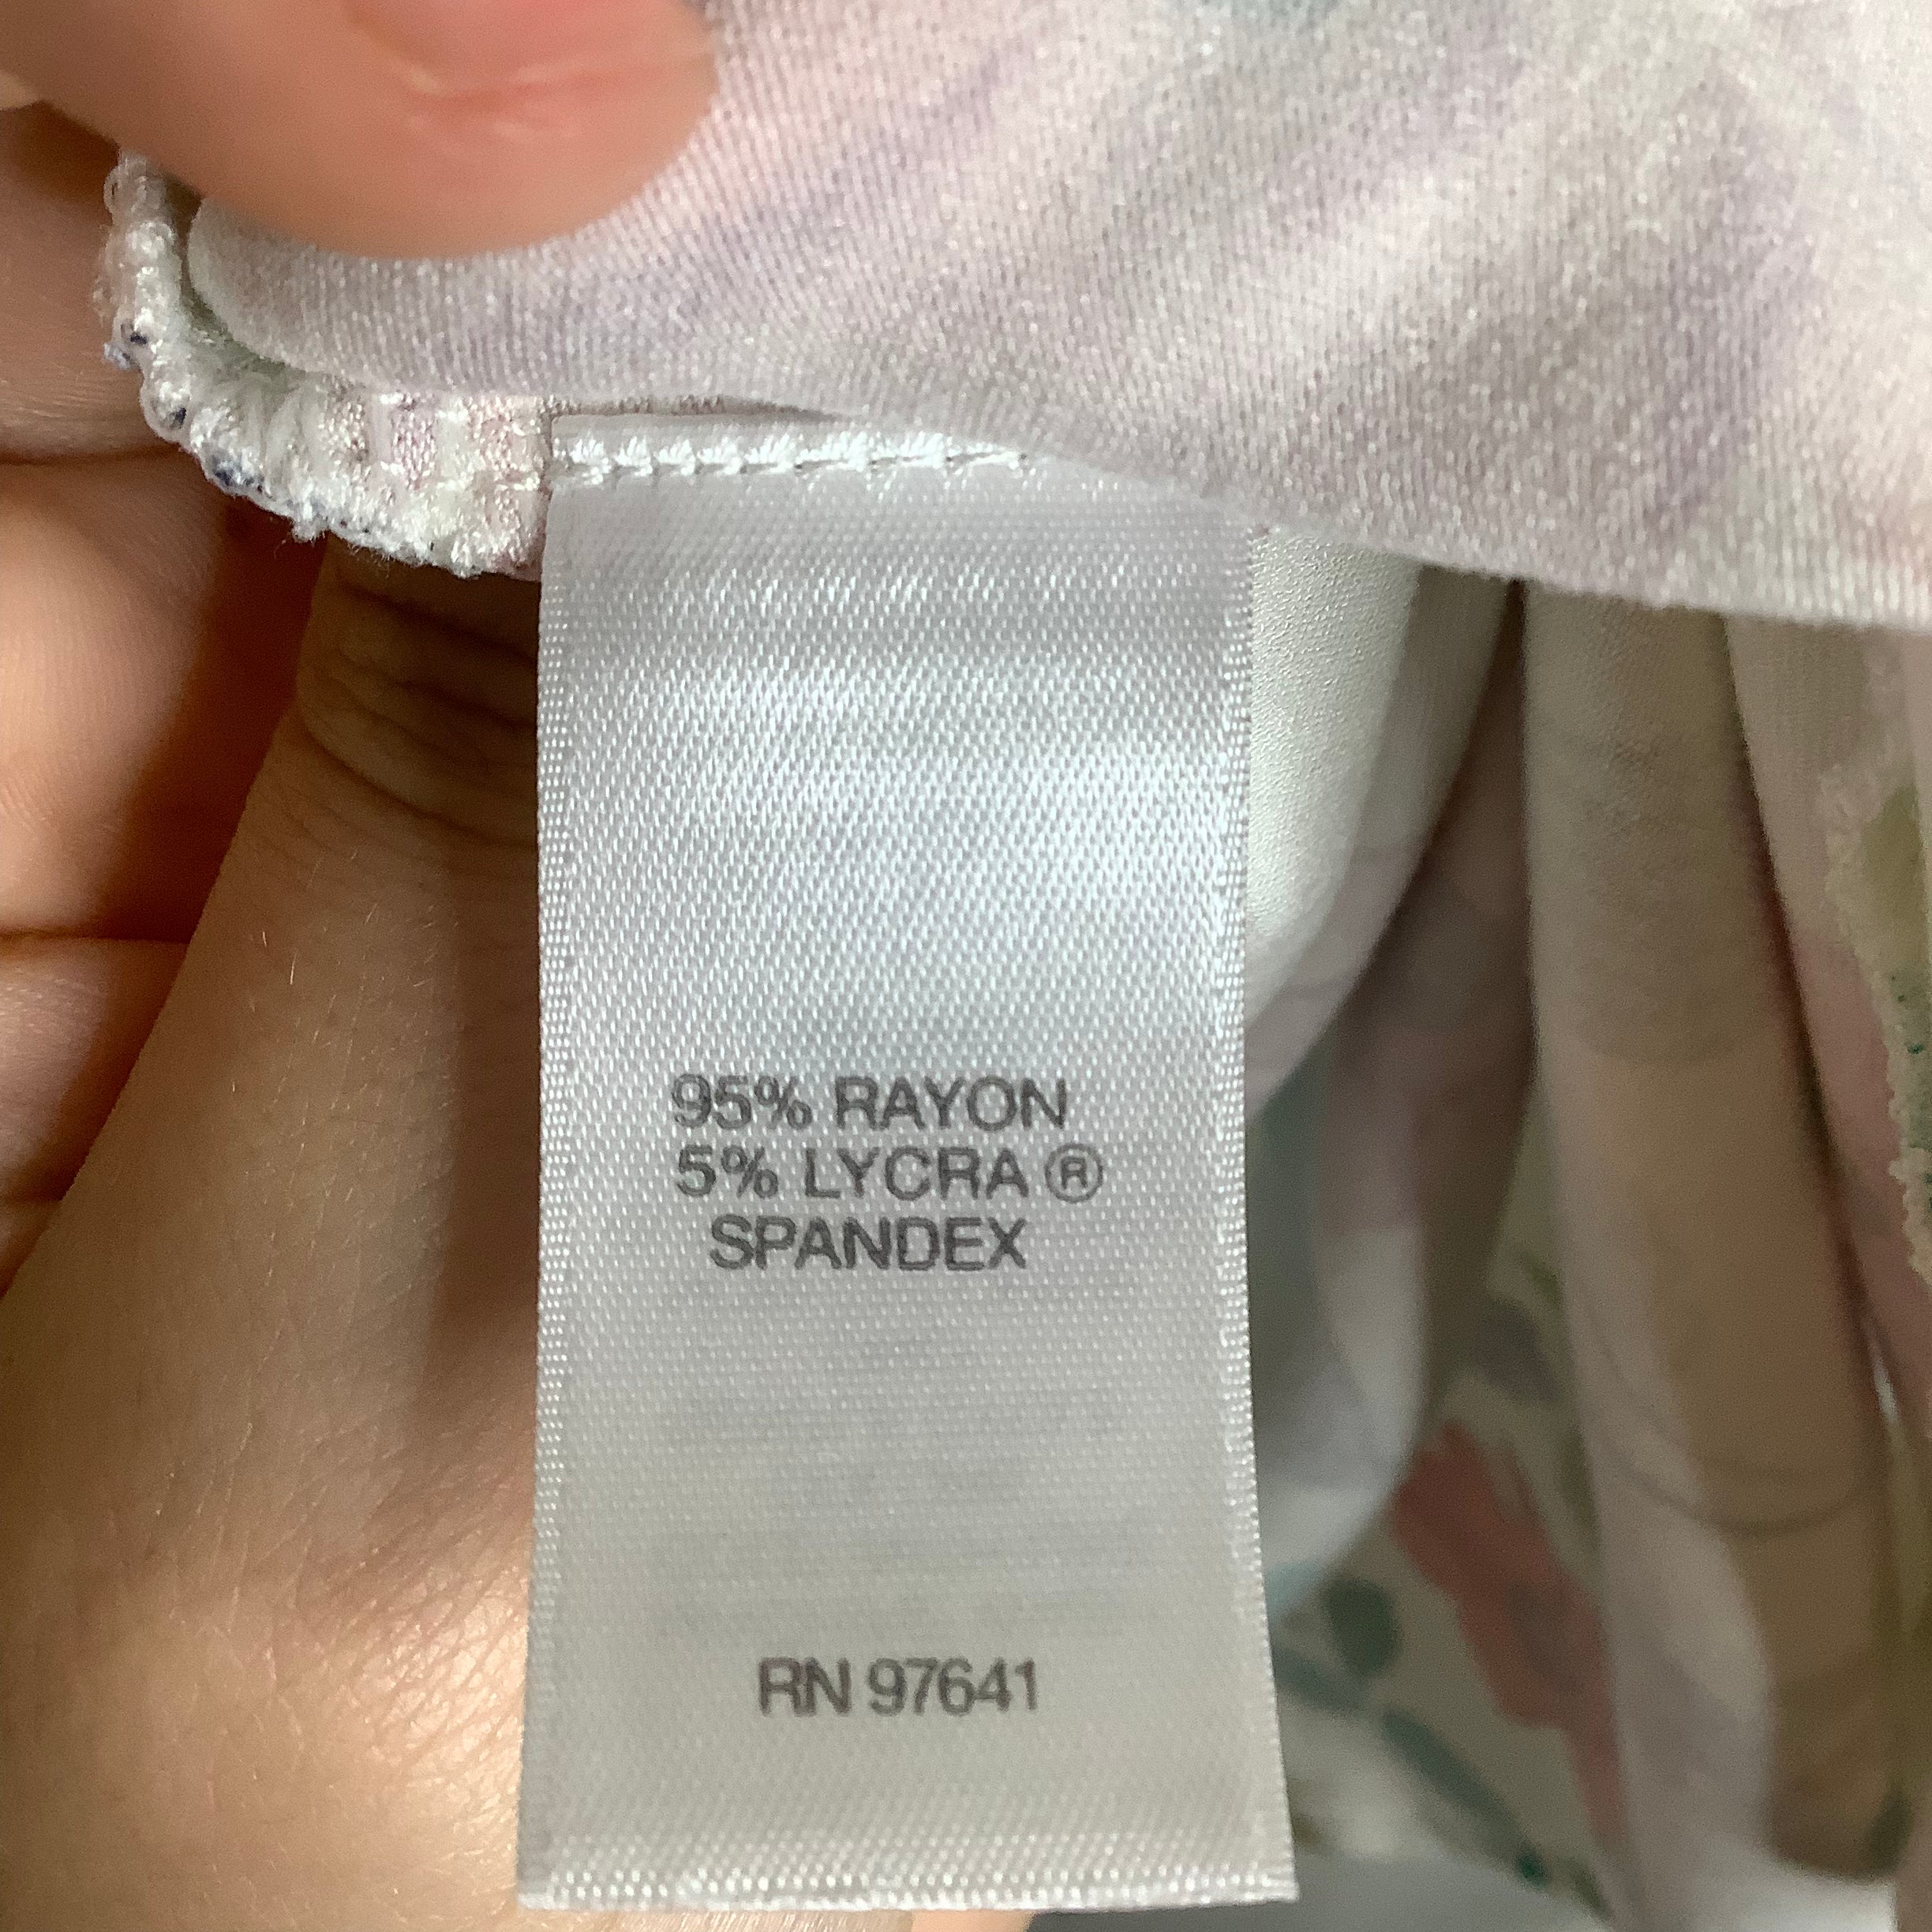 95% RAYON
5% LYCRA ®
SPANDEX
RN 97641